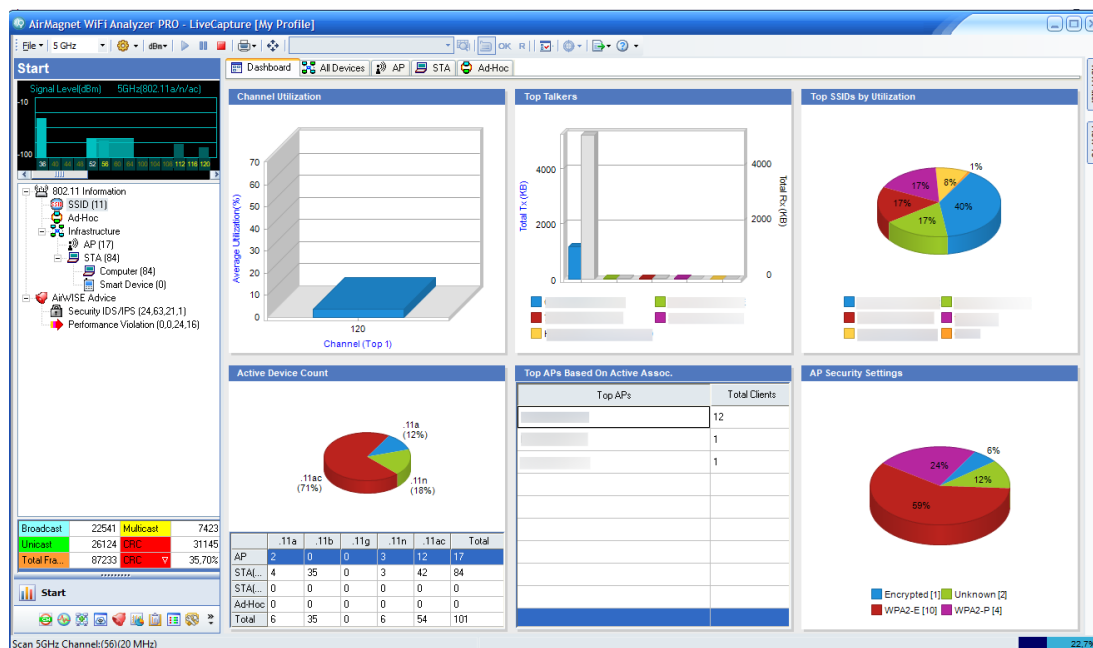 AirMagnet WiFi Analyzer PRO - LiveCapture [My Profile]
File 5 GHz dBm OK R
Start
Dashboard All Devices AP STA Ad-Hoc
Signal Level(dBm) 5GHz(802.11a/n/ac)
-10
-100
36 40 44 48 52 56 60 64 100 104 108 112 116 120
802.11 Information
SSID (11)
Ad-Hoc
Infrastructure
AP (17)
STA (84)
Computer (84)
Smart Device (0)
AirWISE Advice
Security IDS/IPS (24,63,21,1)
Performance Violation (0,0,24,16)
Broadcast 22541 Multicast 7423
Unicast 26124 CRC 31145
Total Fra... 87233 CRC 35,70%
Start
Scan 5GHz Channel:(56)(20 MHz)
22,7%
Channel Utilization
Average Utilization(%)
70
60
50
40
30
20
10
0
120
Channel (Top 1)
Top Talkers
Total Tx (KB)
4000
2000
0
Total Rx (KB)
4000
2000
0
Top SSIDs by Utilization
1%
8%
17%
40%
17%
17%
Active Device Count
.11a
(12%)
.11ac
(71%)
.11n
(18%)
.11a .11b .11g .11n .11ac Total
AP 2 0 0 3 12 17
STA(... 4 35 0 3 42 84
STA(... 0 0 0 0 0 0
Ad-Hoc 0 0 0 0 0 0
Total 6 35 0 6 54 101
Top APs Based On Active Assoc.
Top APs Total Clients
12
1
1
AP Security Settings
6%
24%
12%
59%
Encrypted [1] Unknown [2]
WPA2-E [10] WPA2-P [4]